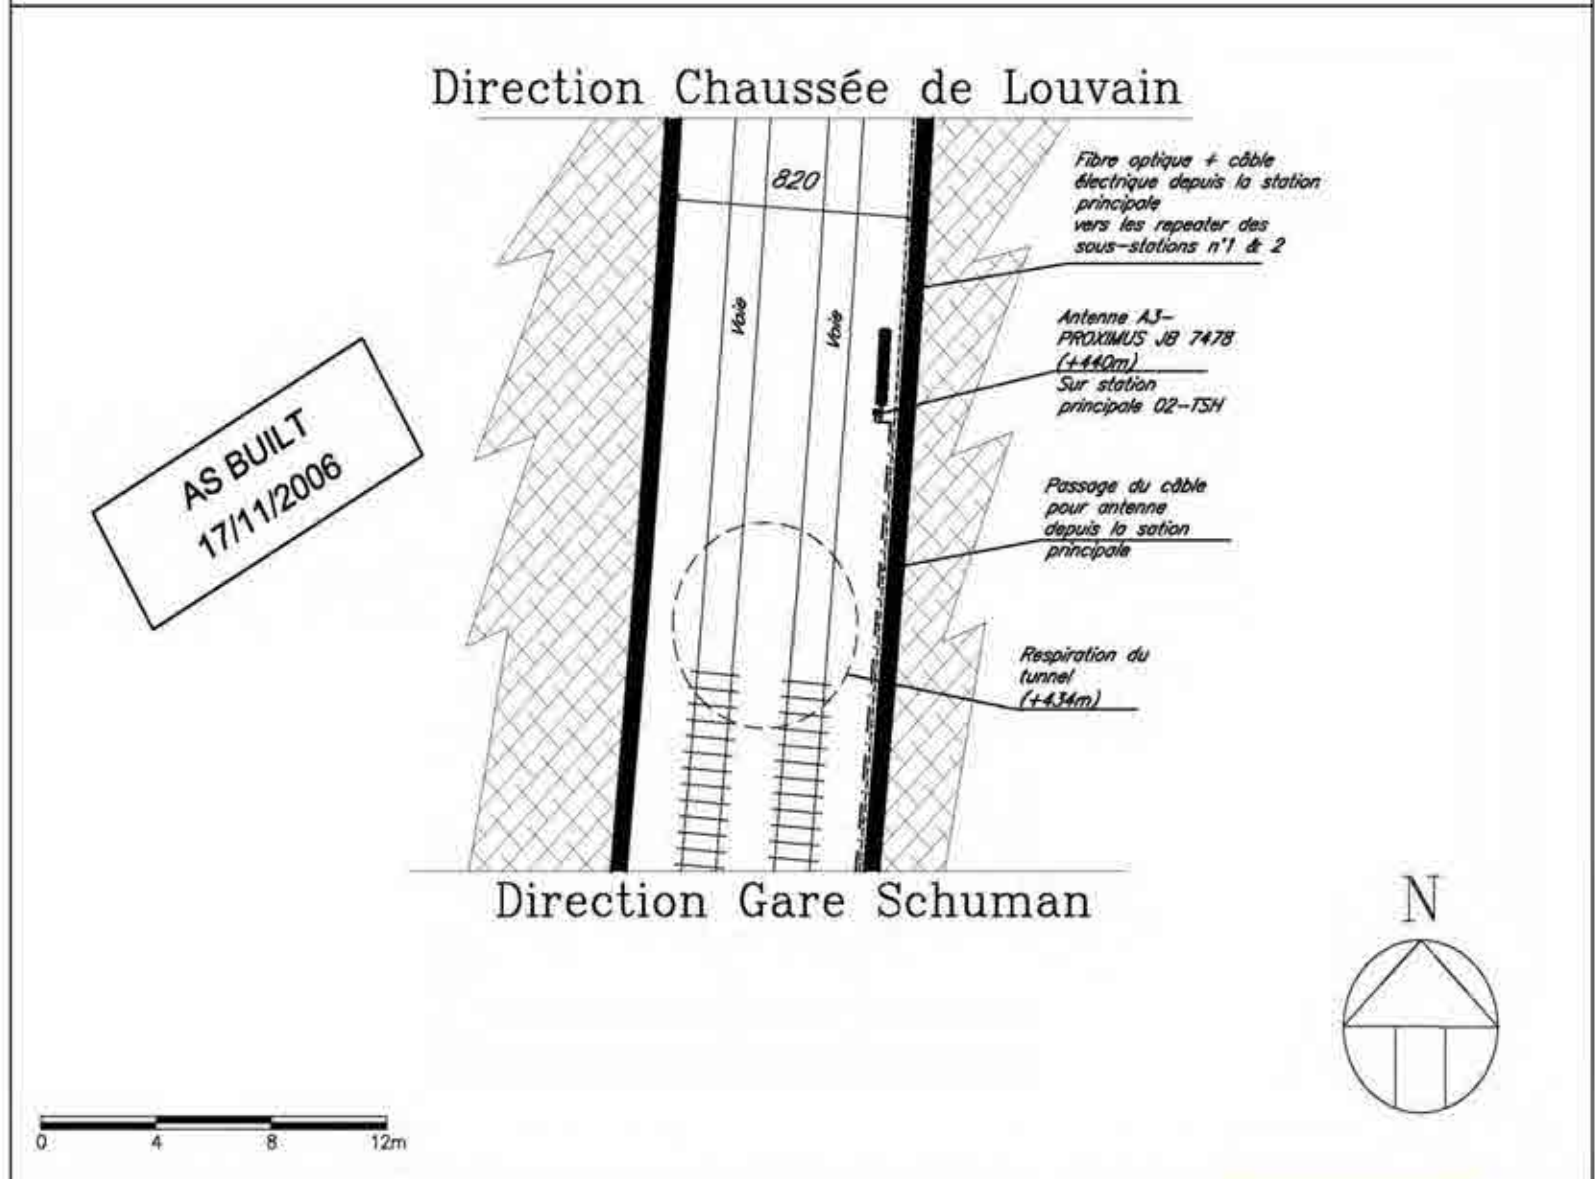 Direction Chaussée de Louvain
820
Fibre optique + câble
électrique depuis la station
principale
vers les repeater des
sous-stations n°1 & 2
Voie
Voie
Antenne A3-
PROXIMUS JB 7478
(+440m)
Sur station
principale 02-TSH
AS BUILT
17/11/2006
Passage du câble
pour antenne
depuis la sation
principale
Respiration du
tunnel
(+434m)
Direction Gare Schuman
N
0 4 8 12m